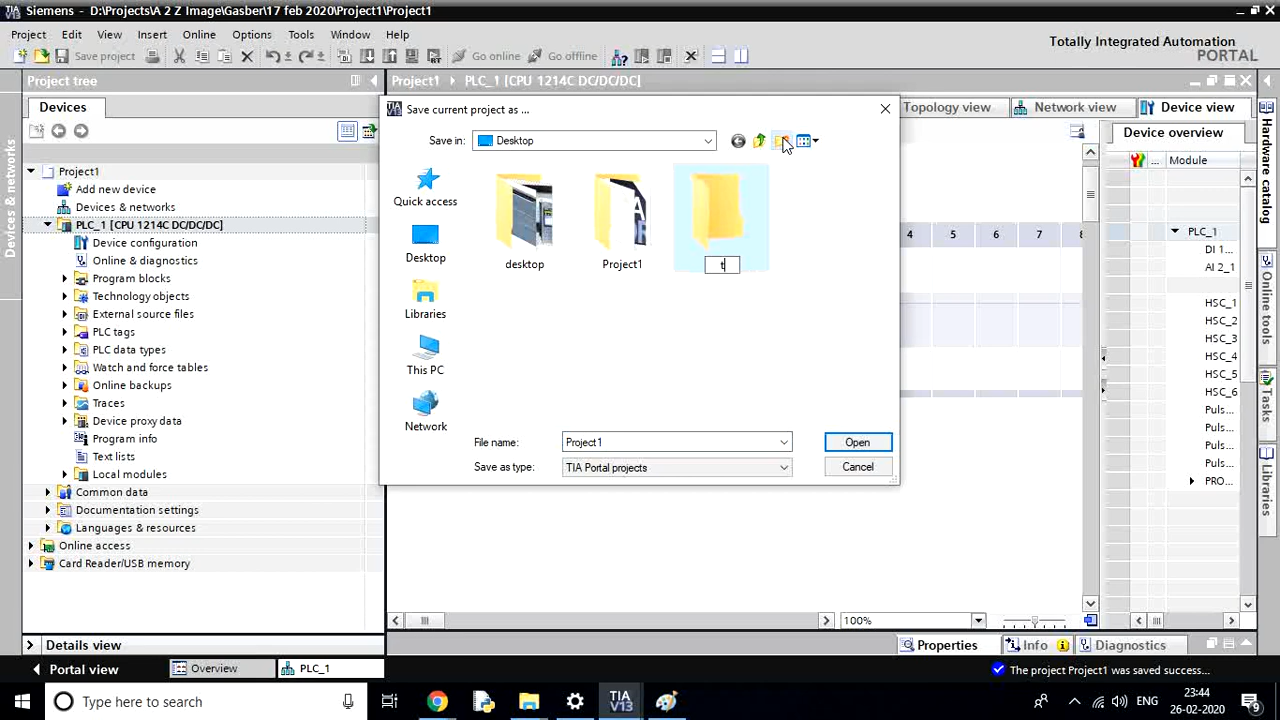 Siemens - D:\Projects\A 2 Z Image\Gasber\17 feb 2020\Project1\Project1
Project Edit View Insert Online Options Tools Window Help
Totally Integrated Automation
PORTAL
Save project Go online Go offline
Project tree
Devices
Devices & networks
Project1
Add new device
Devices & networks
PLC_1 [CPU 1214C DC/DC/DC]
Device configuration
Online & diagnostics
Program blocks
Technology objects
External source files
PLC tags
PLC data types
Watch and force tables
Online backups
Traces
Device proxy data
Program info
Text lists
Local modules
Common data
Documentation settings
Languages & resources
Online access
Card Reader/USB memory
Details view
Project1 PLC_1 [CPU 1214C DC/DC/DC]
Topology view Network view Device view
Save current project as ...
Save in: Desktop
Quick access
Desktop
Libraries
This PC
Network
desktop Project1 t
File name: Project1 Open
Save as type: TIA Portal projects Cancel
4 5 6 7 8
100%
Device overview
... Module
PLC_1
DI 1...
AI 2_1
HSC_1
HSC_2
HSC_3
HSC_4
HSC_5
HSC_6
Puls...
Puls...
Puls...
Puls...
PRO...
Hardware catalog
Online tools
Tasks
Libraries
Properties Info Diagnostics
Portal view Overview PLC_1
The project Project1 was saved success...
Type here to search
TIA
V13
ENG
23:44
26-02-2020
9